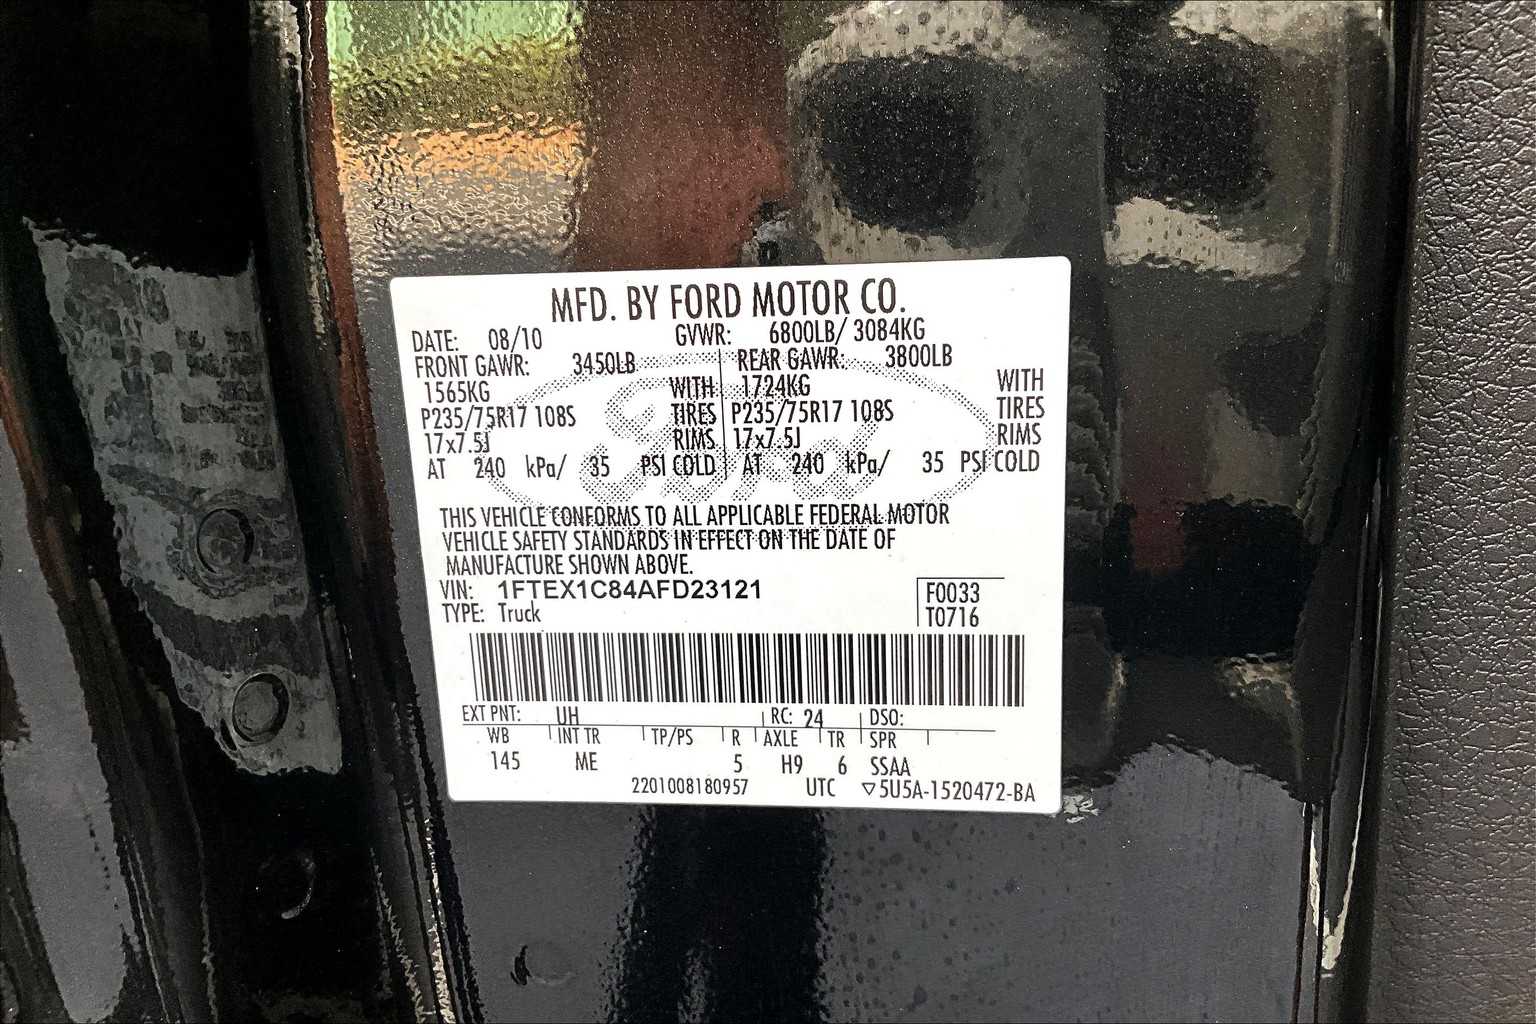 MFD. BY FORD MOTOR CO.
DATE: 08/10 GVWR: 6800LB/ 3084KG
FRONT GAWR: 3450LB REAR GAWR: 3800LB
1565KG WITH 1724KG WITH
P235/75R17 108S TIRES P235/75R17 108S TIRES
17x7.5J RIMS 17x7.5J RIMS
AT 240 kPa/ 35 PSI COLD AT 240 kPa/ 35 PSI COLD
Ford
THIS VEHICLE CONFORMS TO ALL APPLICABLE FEDERAL MOTOR
VEHICLE SAFETY STANDARDS IN EFFECT ON THE DATE OF
MANUFACTURE SHOWN ABOVE.
VIN: 1FTEX1C84AFD23121 F0033
TYPE: Truck T0716
EXT PNT: UH RC: 24 DSO:
WB INT TR TP/PS R AXLE TR SPR
145 ME 5 H9 6 SSAA
2201008180957 UTC ▽5U5A-1520472-BA